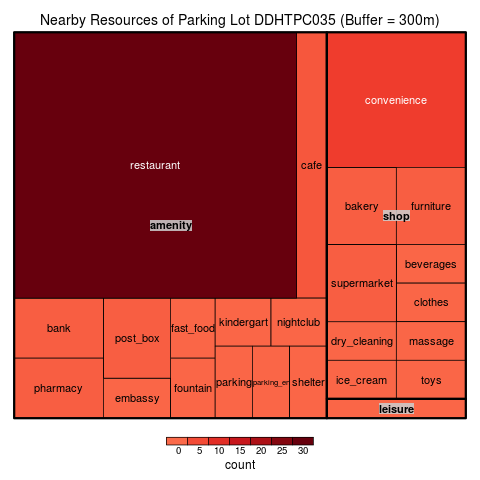 Nearby Resources of Parking Lot DDHTPC035 (Buffer = 300m)
convenience
restaurant
cafe
amenity
bakery
furniture
shop
supermarket
beverages
clothes
bank
post_box
fast_food
kindergart
nightclub
dry_cleaning
massage
pharmacy
embassy
fountain
parking
parking_en
shelter
ice_cream
toys
leisure
0 5 10 15 20 25 30
count